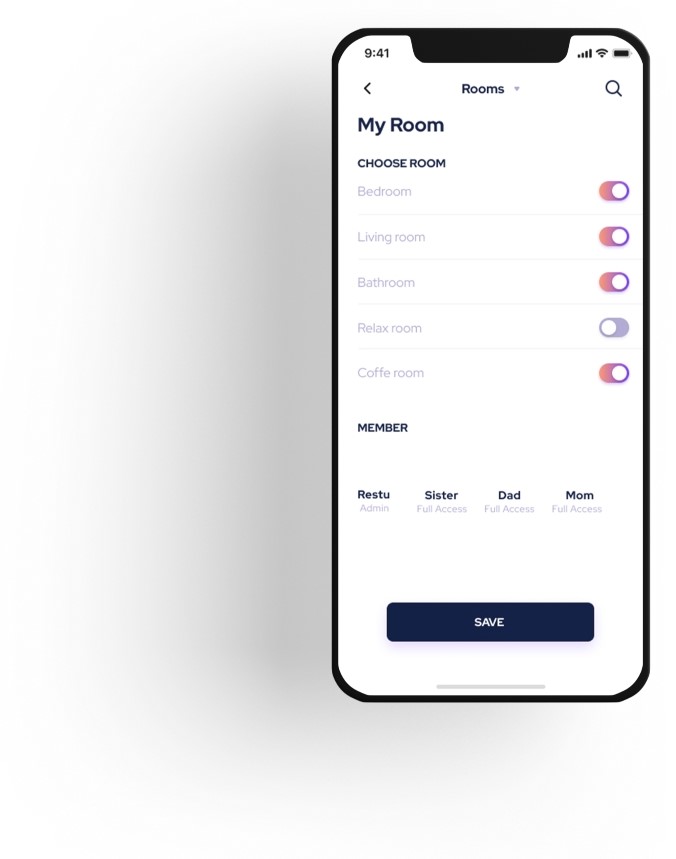 9:41
Rooms
My Room
CHOOSE ROOM
Bedroom
Living room
Bathroom
Relax room
Coffe room
MEMBER
Restu Sister Dad Mom
Admin Full Access Full Access Full Access
SAVE